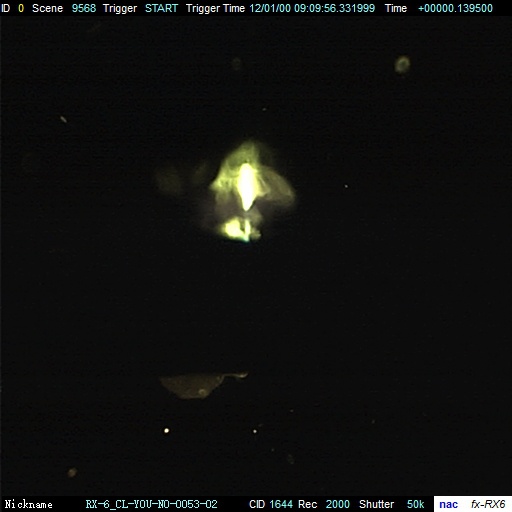 ID 0 Scene 9568 Trigger START Trigger Time 12/01/00 09:09:56.331999 Time +00000.139500
Nickname RX-6_CL-YOU-NO-0053-02 CID 1644 Rec 2000 Shutter 50k nac fx-RX6